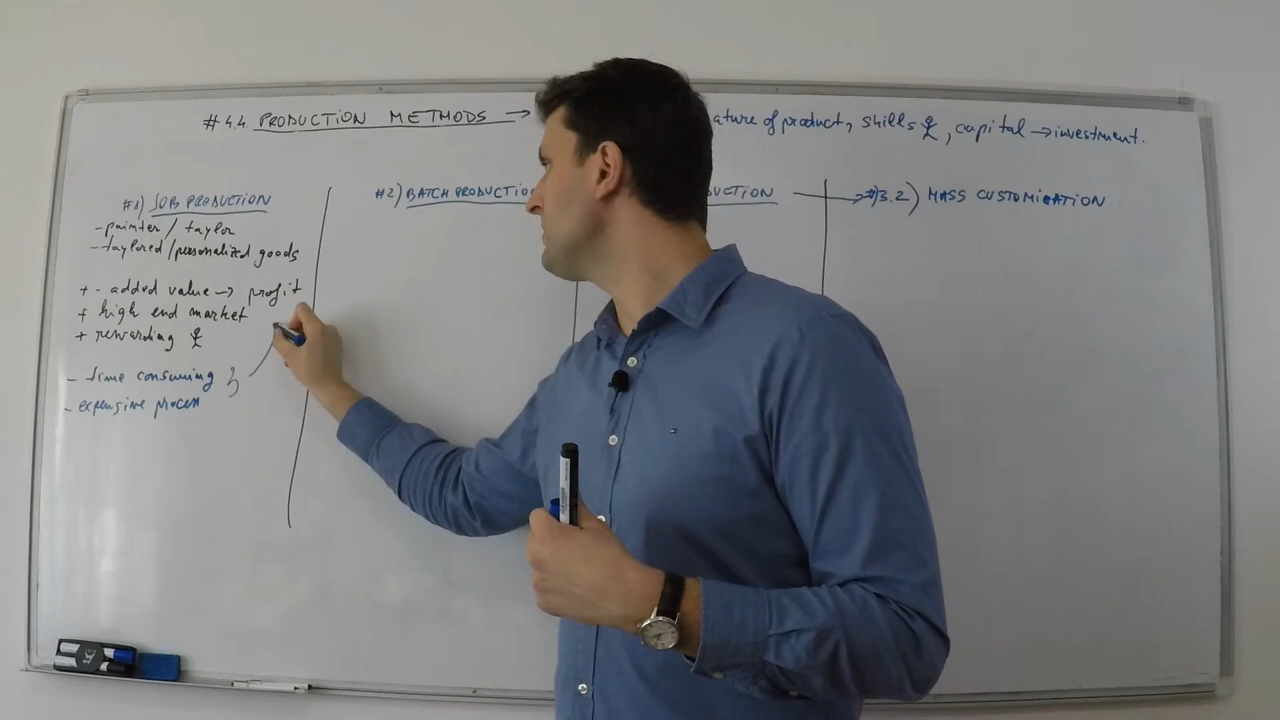 #4.4. PRODUCTION METHODS → ature of product, skills, capital → investment.
#1) JOB PRODUCTION
- painter / taylor
- taylored/personalized goods
+ - added value → profit
+ high end market
+ rewarding
- time consuming
- expensive process
#2) BATCH PRODUCTION
DUCTION
#3.2) MASS CUSTOMIZATION